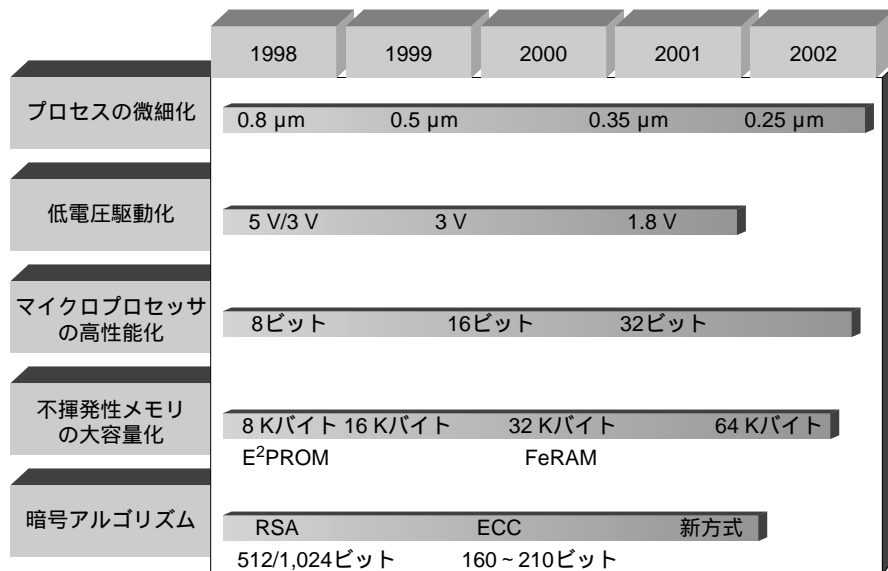 1998 1999 2000 2001 2002
プロセスの微細化
0.8 μm 0.5 μm 0.35 μm 0.25 μm
低電圧駆動化
5 V/3 V 3 V 1.8 V
マイクロプロセッサ
の高性能化
8ビット 16ビット 32ビット
不揮発性メモリ
の大容量化
8 Kバイト 16 Kバイト 32 Kバイト 64 Kバイト
E²PROM FeRAM
暗号アルゴリズム
RSA ECC 新方式
512/1,024ビット 160~210ビット